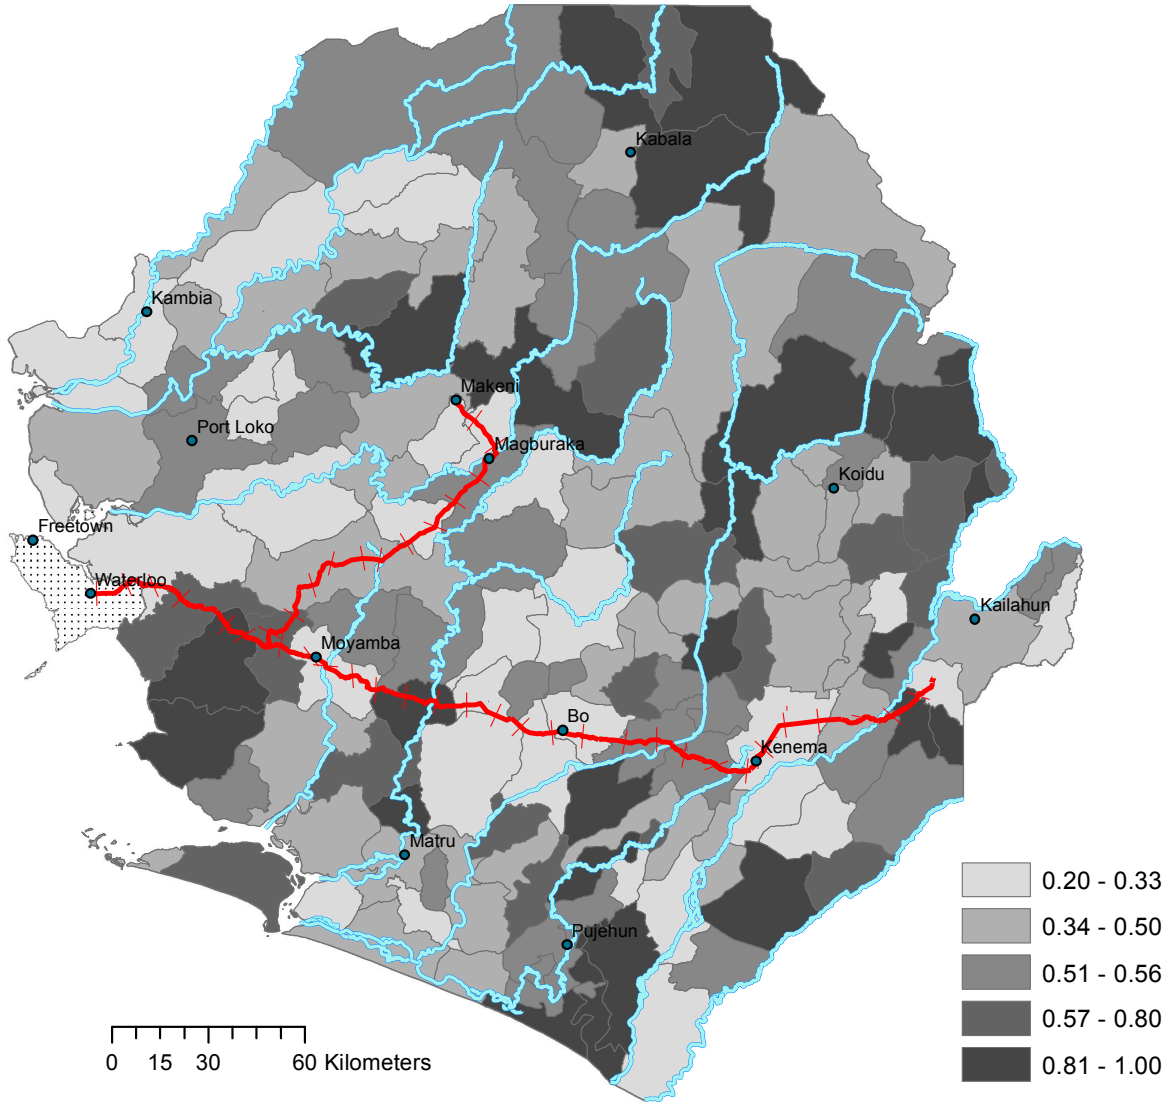 Kabala
Kambia
Makeni
Port Loko
Magburaka
Koidu
Freetown
Waterloo
Kailahun
Moyamba
Bo
Kenema
Matru
Pujehun
0.20 - 0.33
0.34 - 0.50
0.51 - 0.56
0.57 - 0.80
0.81 - 1.00
0 15 30 60 Kilometers